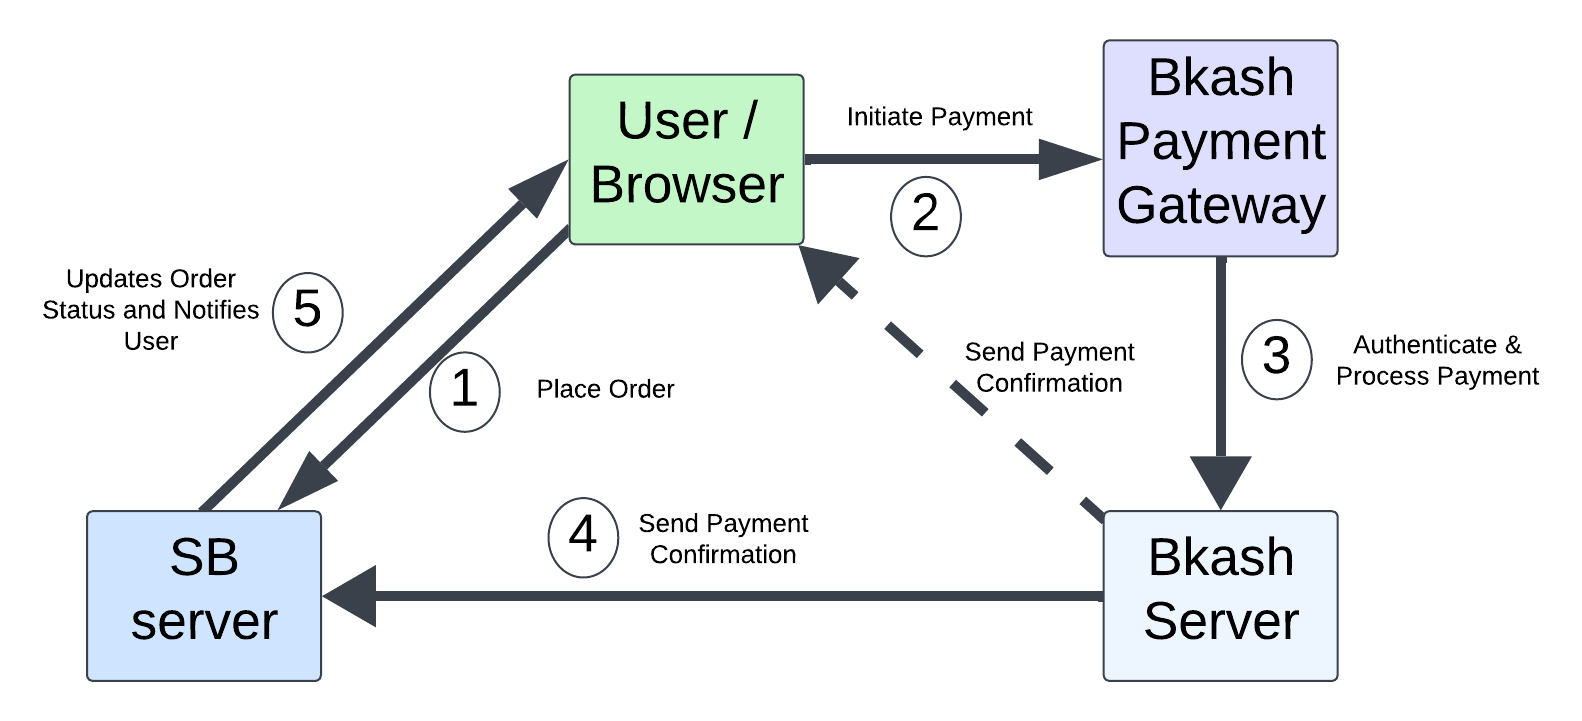 User /
Browser
Initiate Payment
2
Bkash
Payment
Gateway
Updates Order
Status and Notifies
User
5
1
Place Order
Send Payment
Confirmation
3
Authenticate &
Process Payment
4
Send Payment
Confirmation
SB
server
Bkash
Server